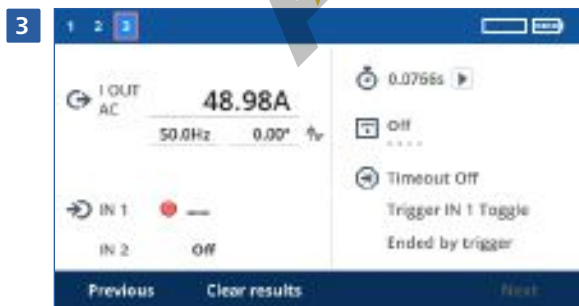 3
1 2 3
I OUT
AC
48.98A
50.0Hz 0.00°
0.0766s
Off
Timeout Off
Trigger IN 1 Toggle
Ended by trigger
IN 1 ---
IN 2 Off
Previous Clear results Next